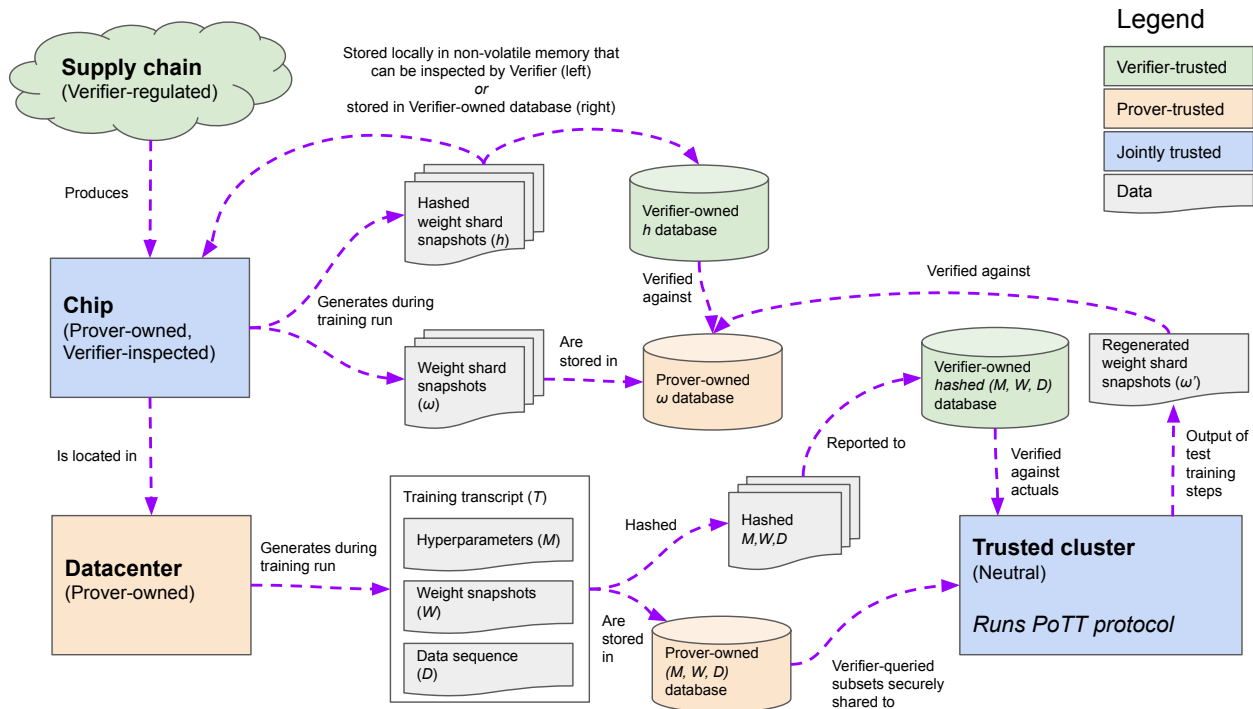 Legend
Verifier-trusted
Prover-trusted
Jointly trusted
Data
Supply chain
(Verifier-regulated)
Stored locally in non-volatile memory that
can be inspected by Verifier (left)
or
stored in Verifier-owned database (right)
Produces
Hashed
weight shard
snapshots (h)
Verifier-owned
h database
Chip
(Prover-owned,
Verifier-inspected)
Generates during
training run
Verified
against
Verified against
Weight shard
snapshots
(ω)
Are
stored in
Prover-owned
ω database
Verifier-owned
hashed (M, W, D)
database
Regenerated
weight shard
snapshots (ω')
Is located in
Reported to
Verified
against
actuals
Output of
test
training
steps
Datacenter
(Prover-owned)
Generates during
training run
Training transcript (T)
Hyperparameters (M)
Weight snapshots
(W)
Data sequence
(D)
Hashed
Hashed
M,W,D
Are
stored
in
Prover-owned
(M, W, D)
database
Verifier-queried
subsets securely
shared to
Trusted cluster
(Neutral)
Runs PoTT protocol